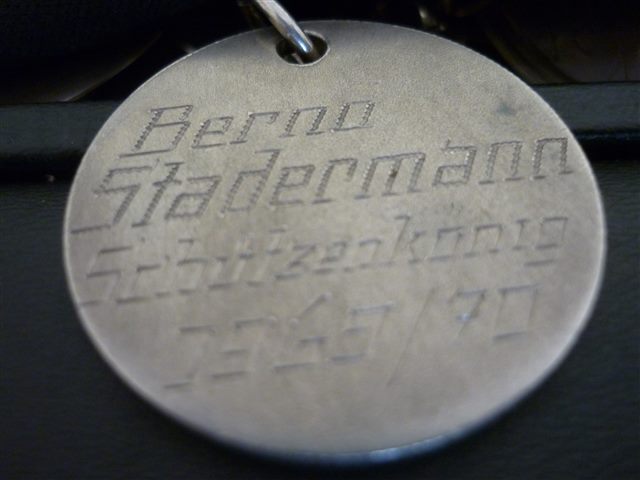 Berno
Stadermann
Schützenkönig
1969/70